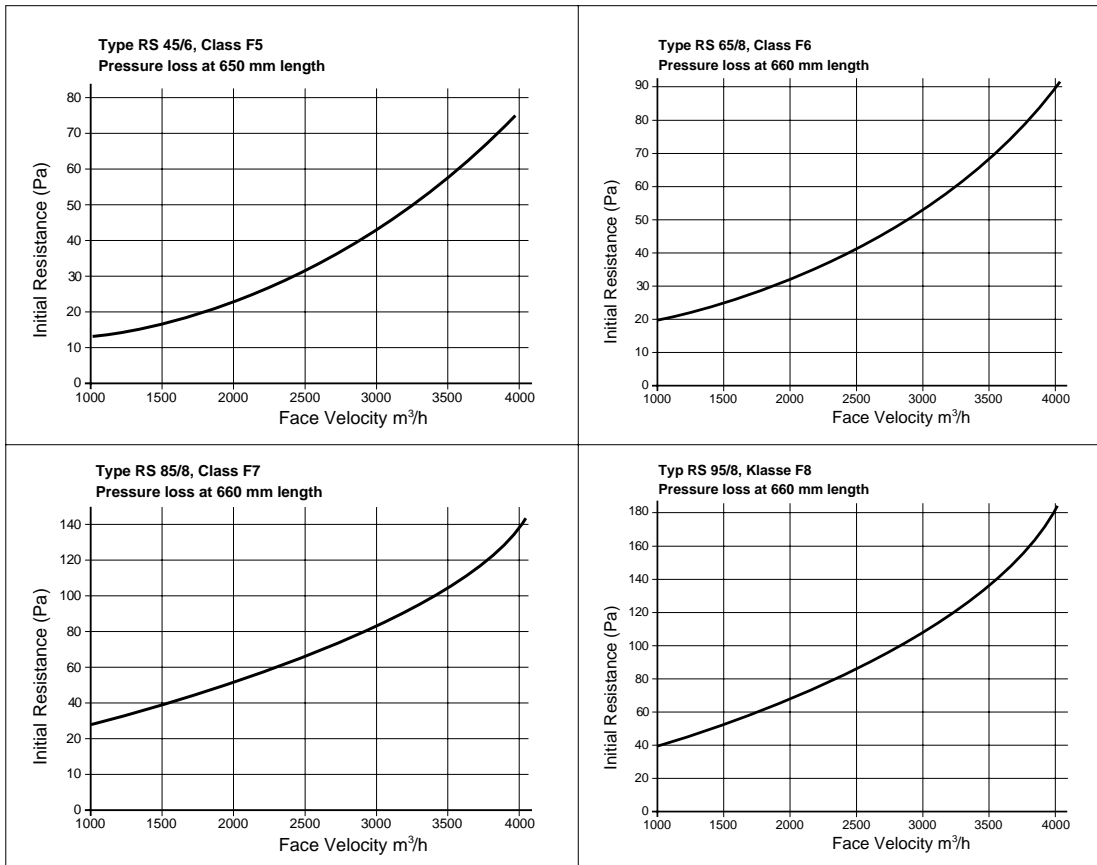 Type RS 45/6, Class F5
Pressure loss at 650 mm length
80
70
60
50
40
30
20
10
0
Initial Resistance (Pa)
1000 1500 2000 2500 3000 3500 4000
Face Velocity m³/h
Type RS 65/8, Class F6
Pressure loss at 660 mm length
90
80
70
60
50
40
30
20
10
0
Initial Resistance (Pa)
1000 1500 2000 2500 3000 3500 4000
Face Velocity m³/h
Type RS 85/8, Class F7
Pressure loss at 660 mm length
140
120
100
80
60
40
20
10
0
Initial Resistance (Pa)
1000 1500 2000 2500 3000 3500 4000
Face Velocity m³/h
Typ RS 95/8, Klasse F8
Pressure loss at 660 mm length
180
160
140
120
100
80
60
40
20
0
Initial Resistance (Pa)
1000 1500 2000 2500 3000 3500 4000
Face Velocity m³/h